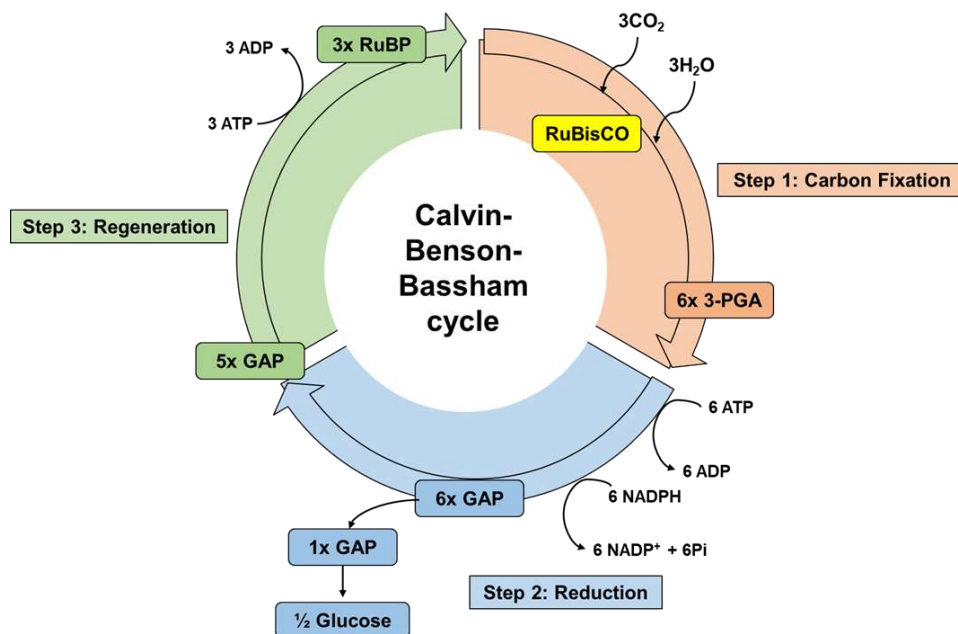 3CO₂
3H₂O
3x RuBP
3 ADP
3 ATP
RuBisCO
Step 1: Carbon Fixation
Step 3: Regeneration
Calvin-
Benson-
Bassham
cycle
6x 3-PGA
5x GAP
6 ATP
6 ADP
6x GAP
6 NADPH
1x GAP
6 NADP⁺ + 6Pi
Step 2: Reduction
½ Glucose